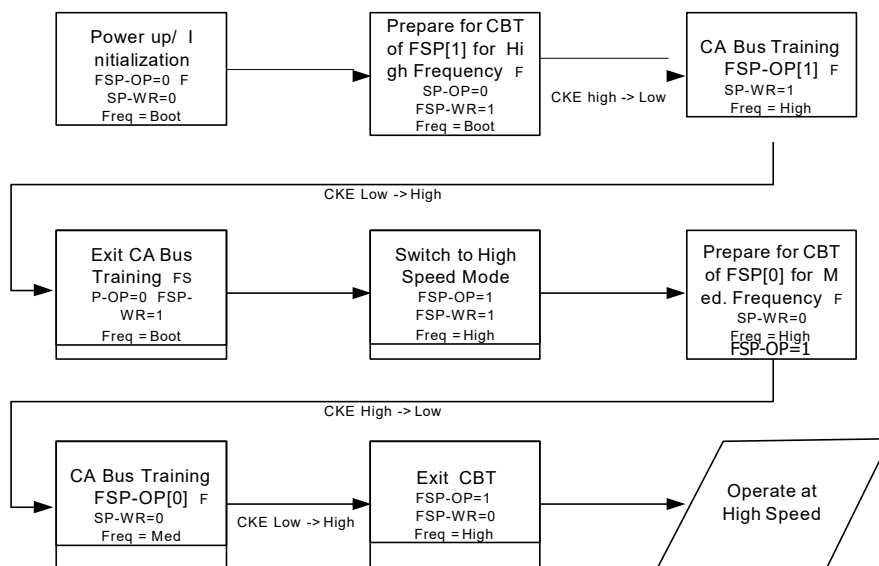 Power up/ I
nitialization
FSP-OP=0 F
SP-WR=0
Freq = Boot
Prepare for CBT
of FSP[1] for Hi
gh Frequency F
SP-OP=0
FSP-WR=1
Freq = Boot
CKE high -> Low
CA Bus Training
FSP-OP[1] F
SP-WR=1
Freq = High
CKE Low -> High
Exit CA Bus
Training FS
P-OP=0 FSP-
WR=1
Freq = Boot
Switch to High
Speed Mode
FSP-OP=1
FSP-WR=1
Freq = High
Prepare for CBT
of FSP[0] for M
ed. Frequency F
SP-WR=0
Freq = High
FSP-OP=1
CKE High -> Low
CA Bus Training
FSP-OP[0] F
SP-WR=0
Freq = Med
CKE Low -> High
Exit CBT
FSP-OP=1
FSP-WR=0
Freq = High
Operate at
High Speed